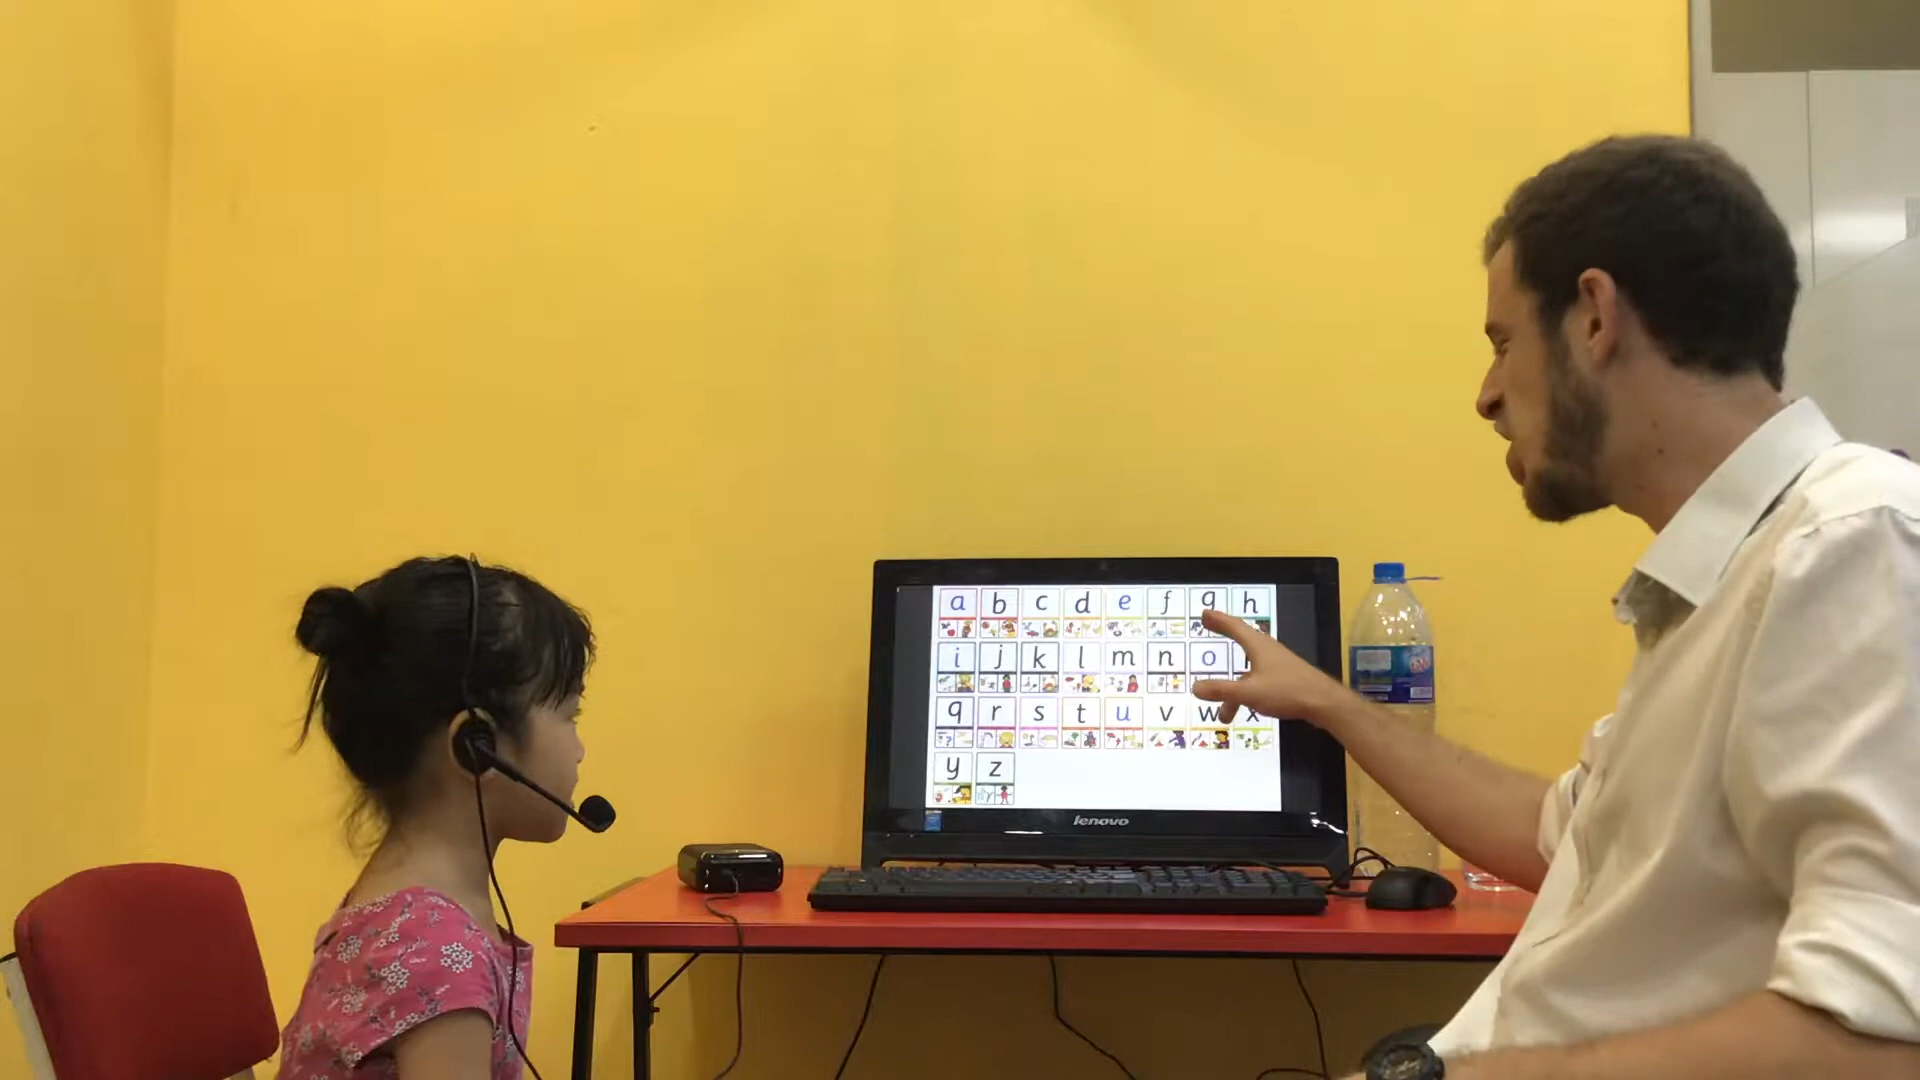 a b c d e f g h
i j k l m n o
q r s t u v w x
y z
lenovo